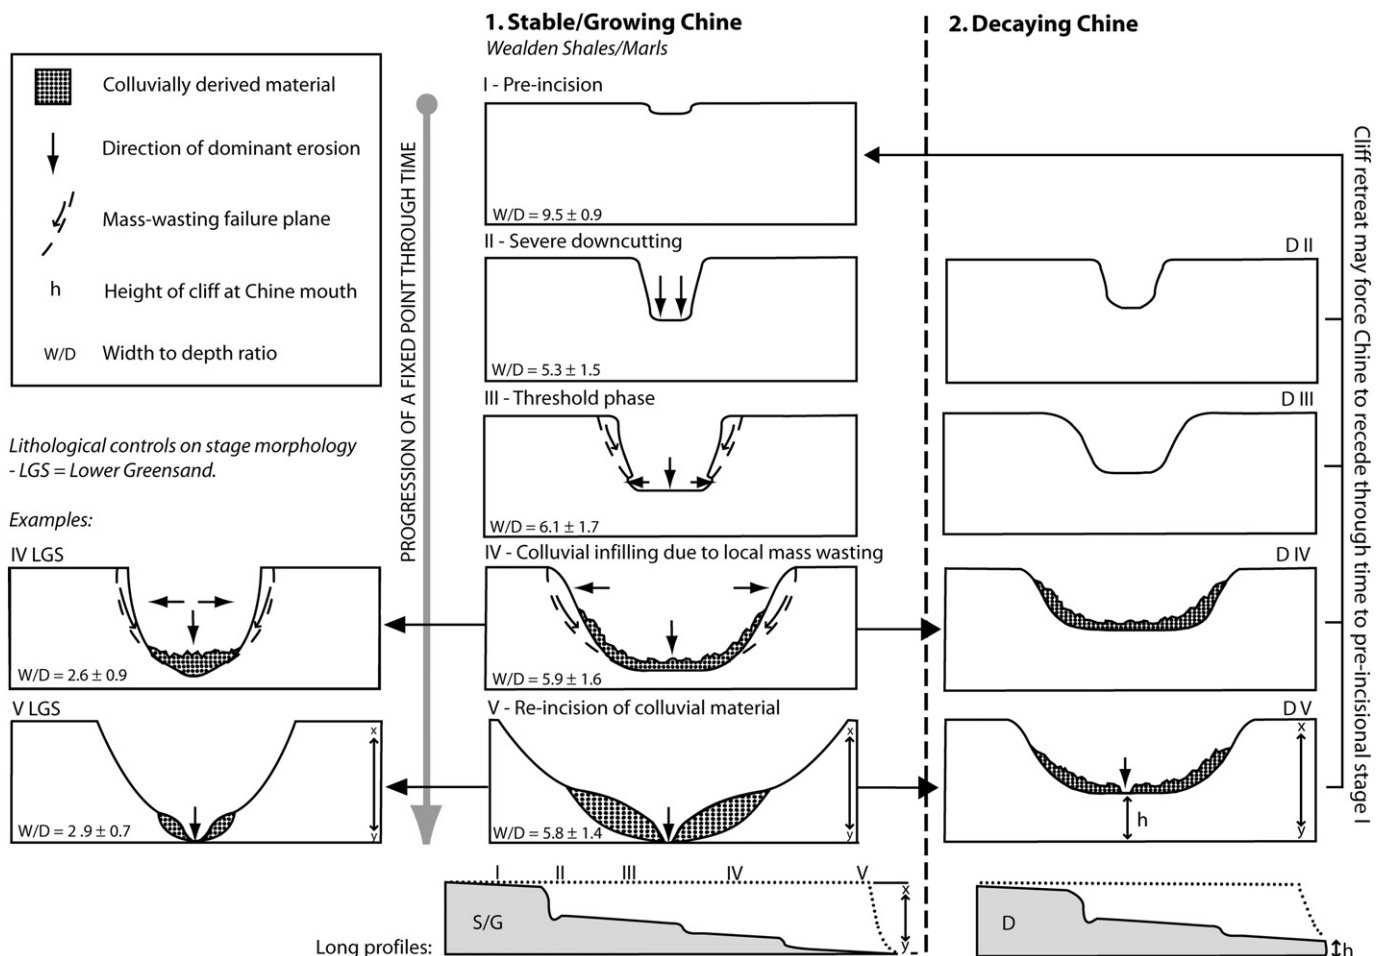 1. Stable/Growing Chine
Wealden Shales/Marls
2. Decaying Chine
Colluvially derived material
Direction of dominant erosion
Mass-wasting failure plane
h Height of cliff at Chine mouth
W/D Width to depth ratio
Lithological controls on stage morphology
- LGS = Lower Greensand.
Examples:
IV LGS
W/D = 2.6 ± 0.9
V LGS
x
y
W/D = 2.9 ± 0.7
PROGRESSION OF A FIXED POINT THROUGH TIME
I - Pre-incision
W/D = 9.5 ± 0.9
II - Severe downcutting
W/D = 5.3 ± 1.5
III - Threshold phase
W/D = 6.1 ± 1.7
IV - Colluvial infilling due to local mass wasting
W/D = 5.9 ± 1.6
V - Re-incision of colluvial material
x
y
W/D = 5.8 ± 1.4
D II
D III
D IV
D V
x
h
y
Cliff retreat may force Chine to recede through time to pre-incisional stage I
Long profiles:
I II III IV V
S/G
x
y
D
h